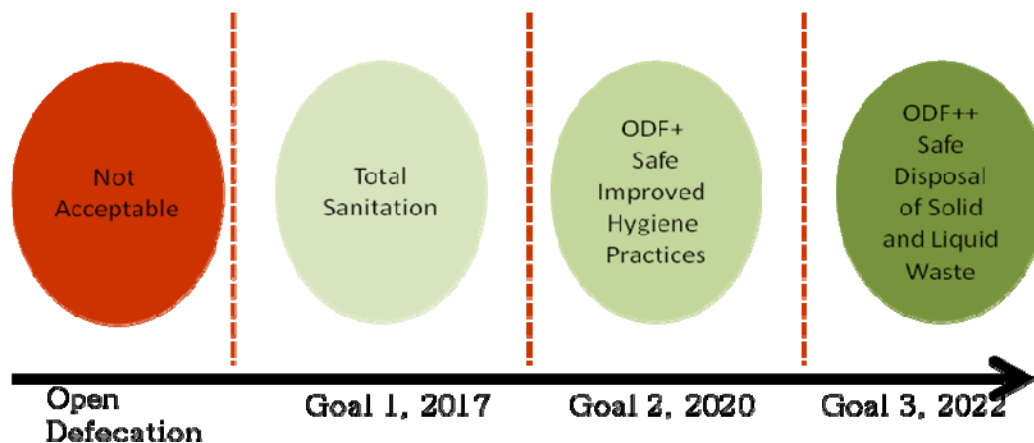 Not
Acceptable
Total
Sanitation
ODF+
Safe
Improved
Hygiene
Practices
ODF++
Safe
Disposal
of Solid
and Liquid
Waste
Open
Defecation
Goal 1, 2017
Goal 2, 2020
Goal 3, 2022